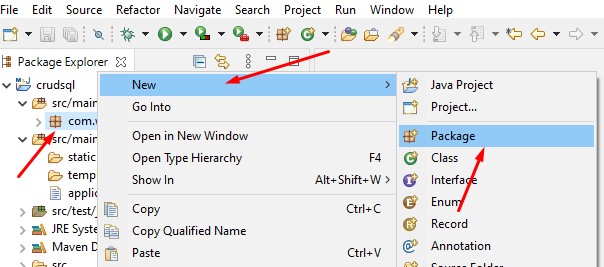 Source Refactor Navigate Search Project Run Window Help
Package Explorer
crudsql
New
Java Project
src/main
Go Into
Project...
com.
Open in New Window
Package
src/main
Open Type Hierarchy F4
Class
static
Show In Alt+Shift+W
Interface
temp
Enum
applic
Copy Ctrl+C
Record
src/test/j
Copy Qualified Name
Annotation
JRE Syste
Maven D
Paste Ctrl+V
Source Folder
src